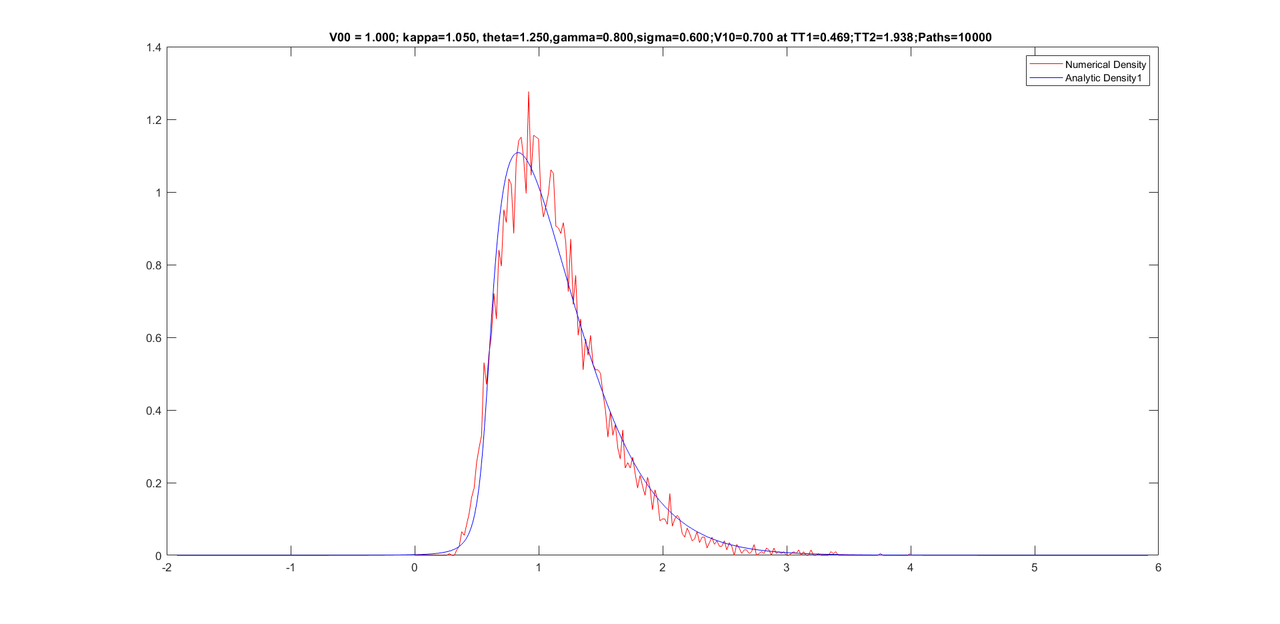 V00 = 1.000; kappa=1.050, theta=1.250,gamma=0.800,sigma=0.600;V10=0.700 at TT1=0.469;TT2=1.938;Paths=10000
Numerical Density
Analytic Density1
1.4
1.2
1
0.8
0.6
0.4
0.2
0
-2 -1 0 1 2 3 4 5 6